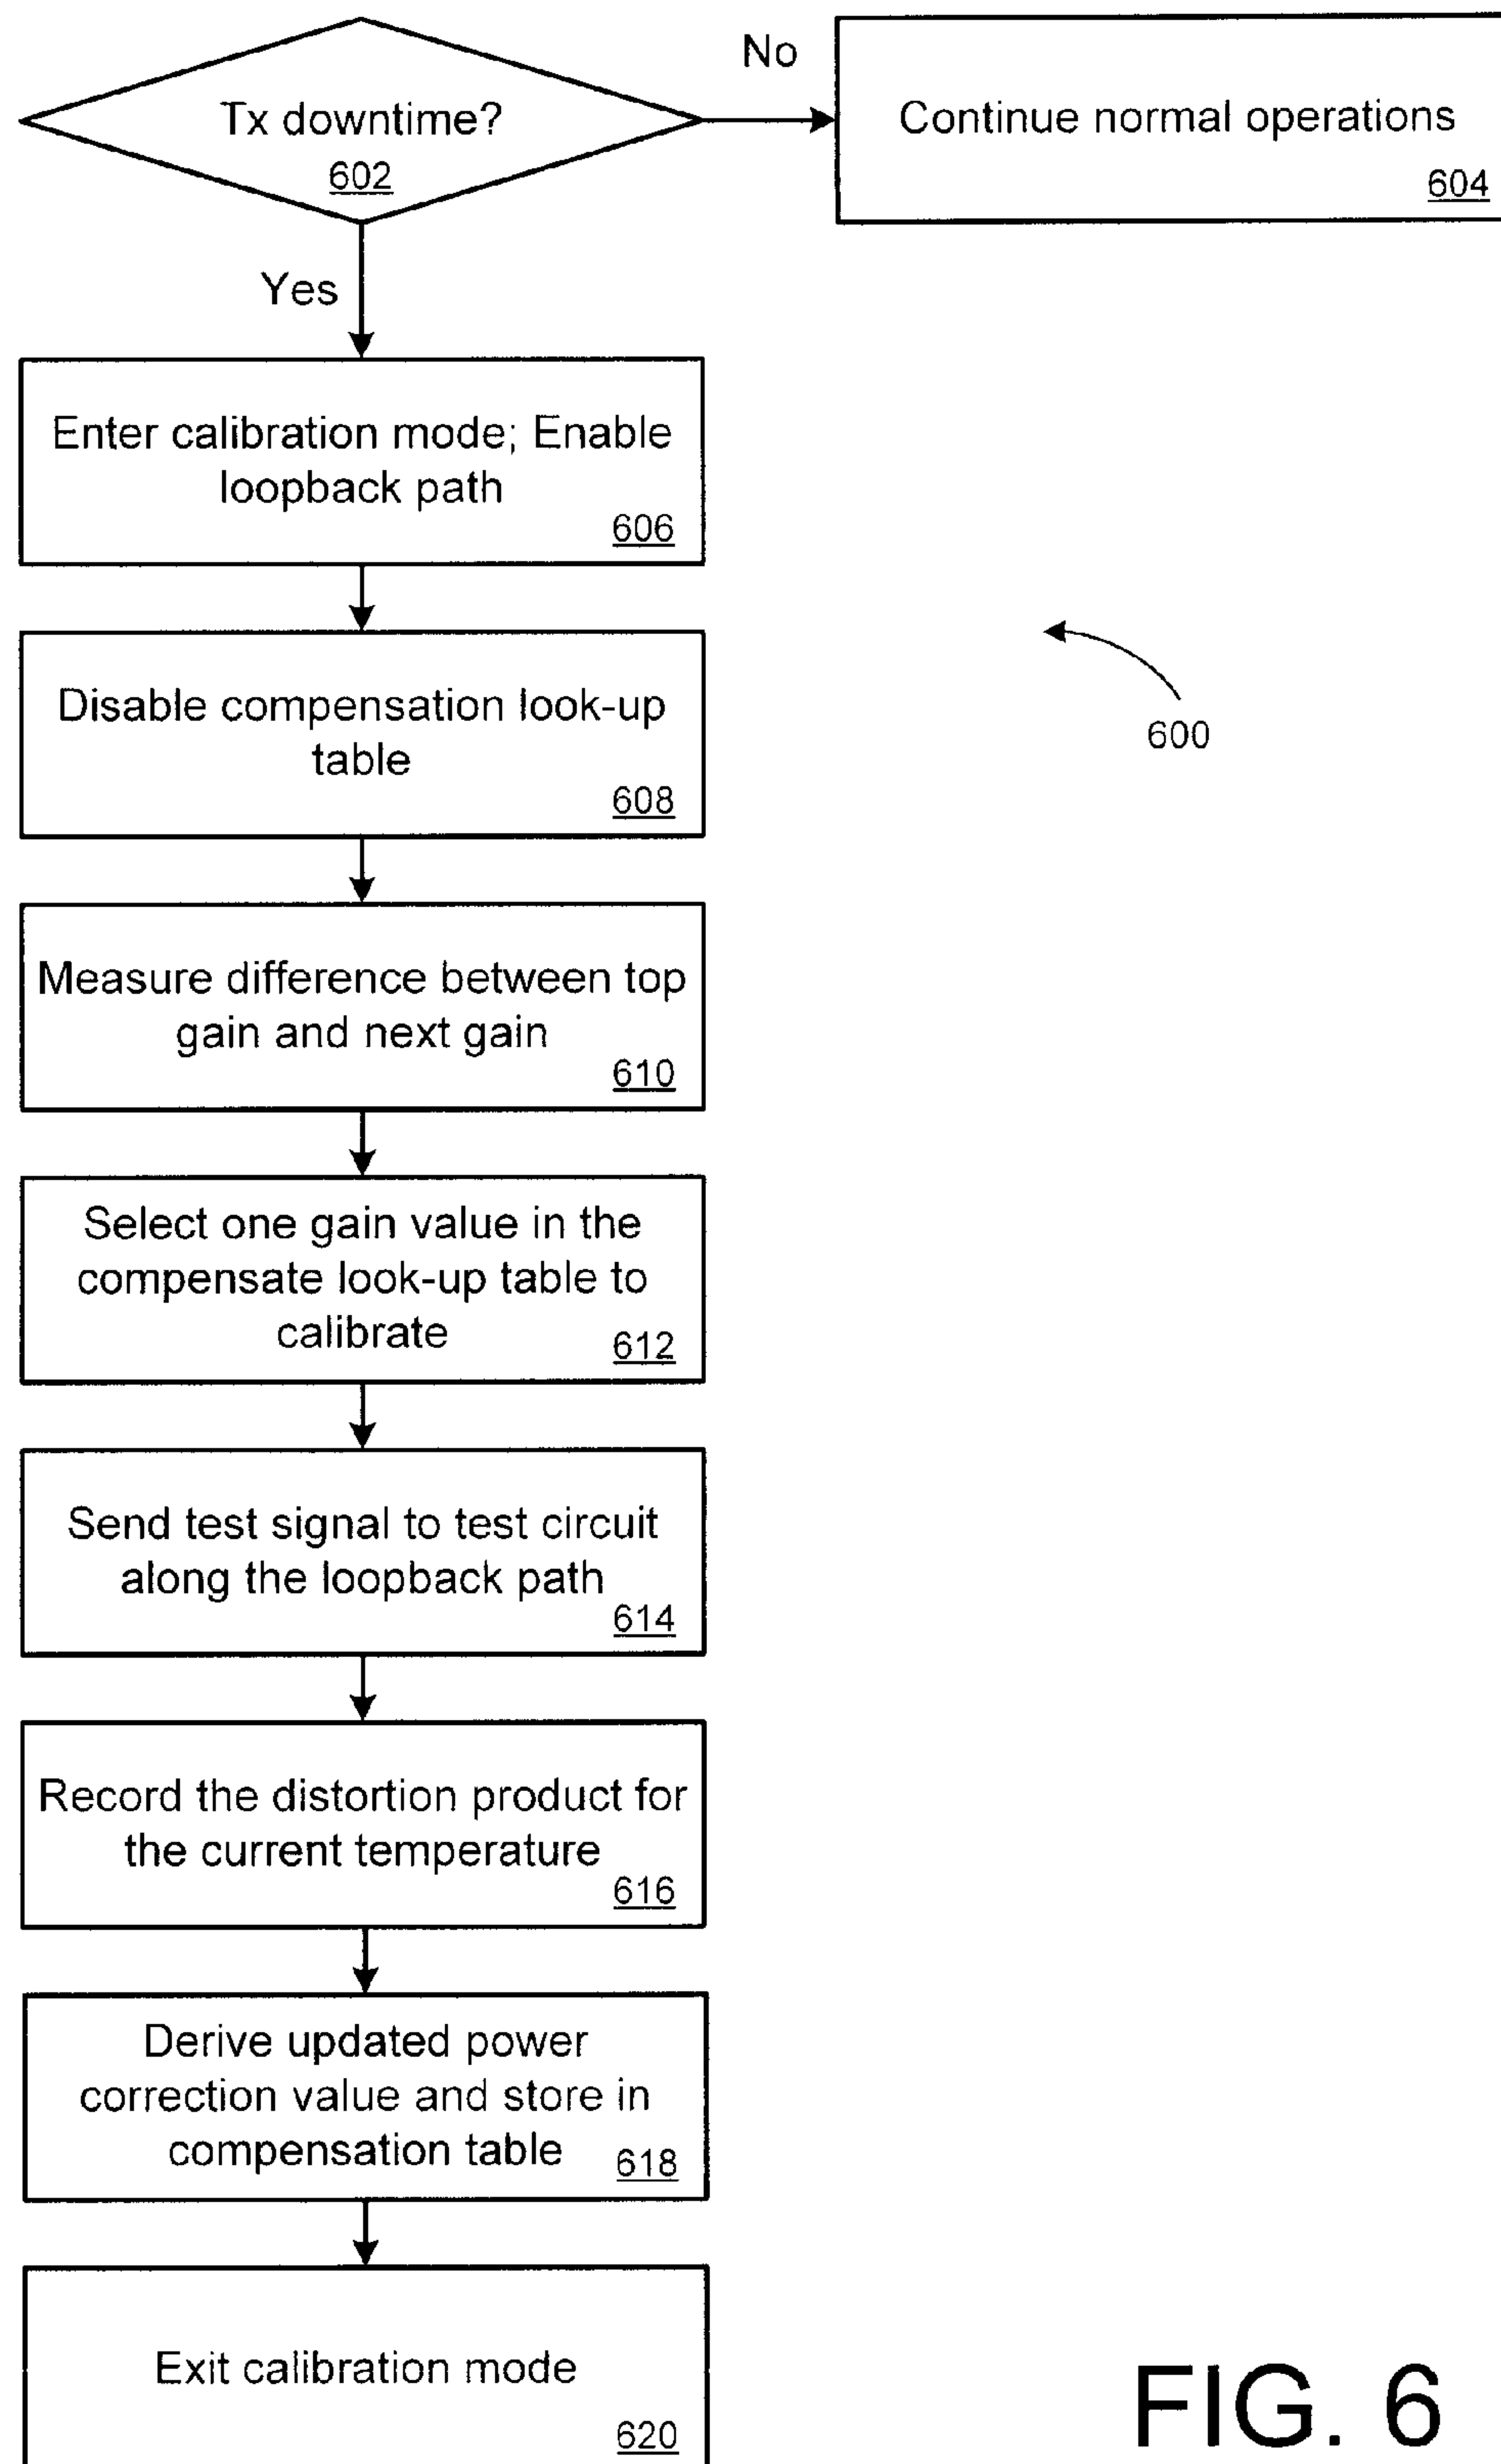 Tx downtime?
602
No
Continue normal operations
604
Yes
Enter calibration mode; Enable
loopback path
606
Disable compensation look-up
table
608
600
Measure difference between top
gain and next gain
610
Select one gain value in the
compensate look-up table to
calibrate
612
Send test signal to test circuit
along the loopback path
614
Record the distortion product for
the current temperature
616
Derive updated power
correction value and store in
compensation table
618
Exit calibration mode
620
FIG. 6